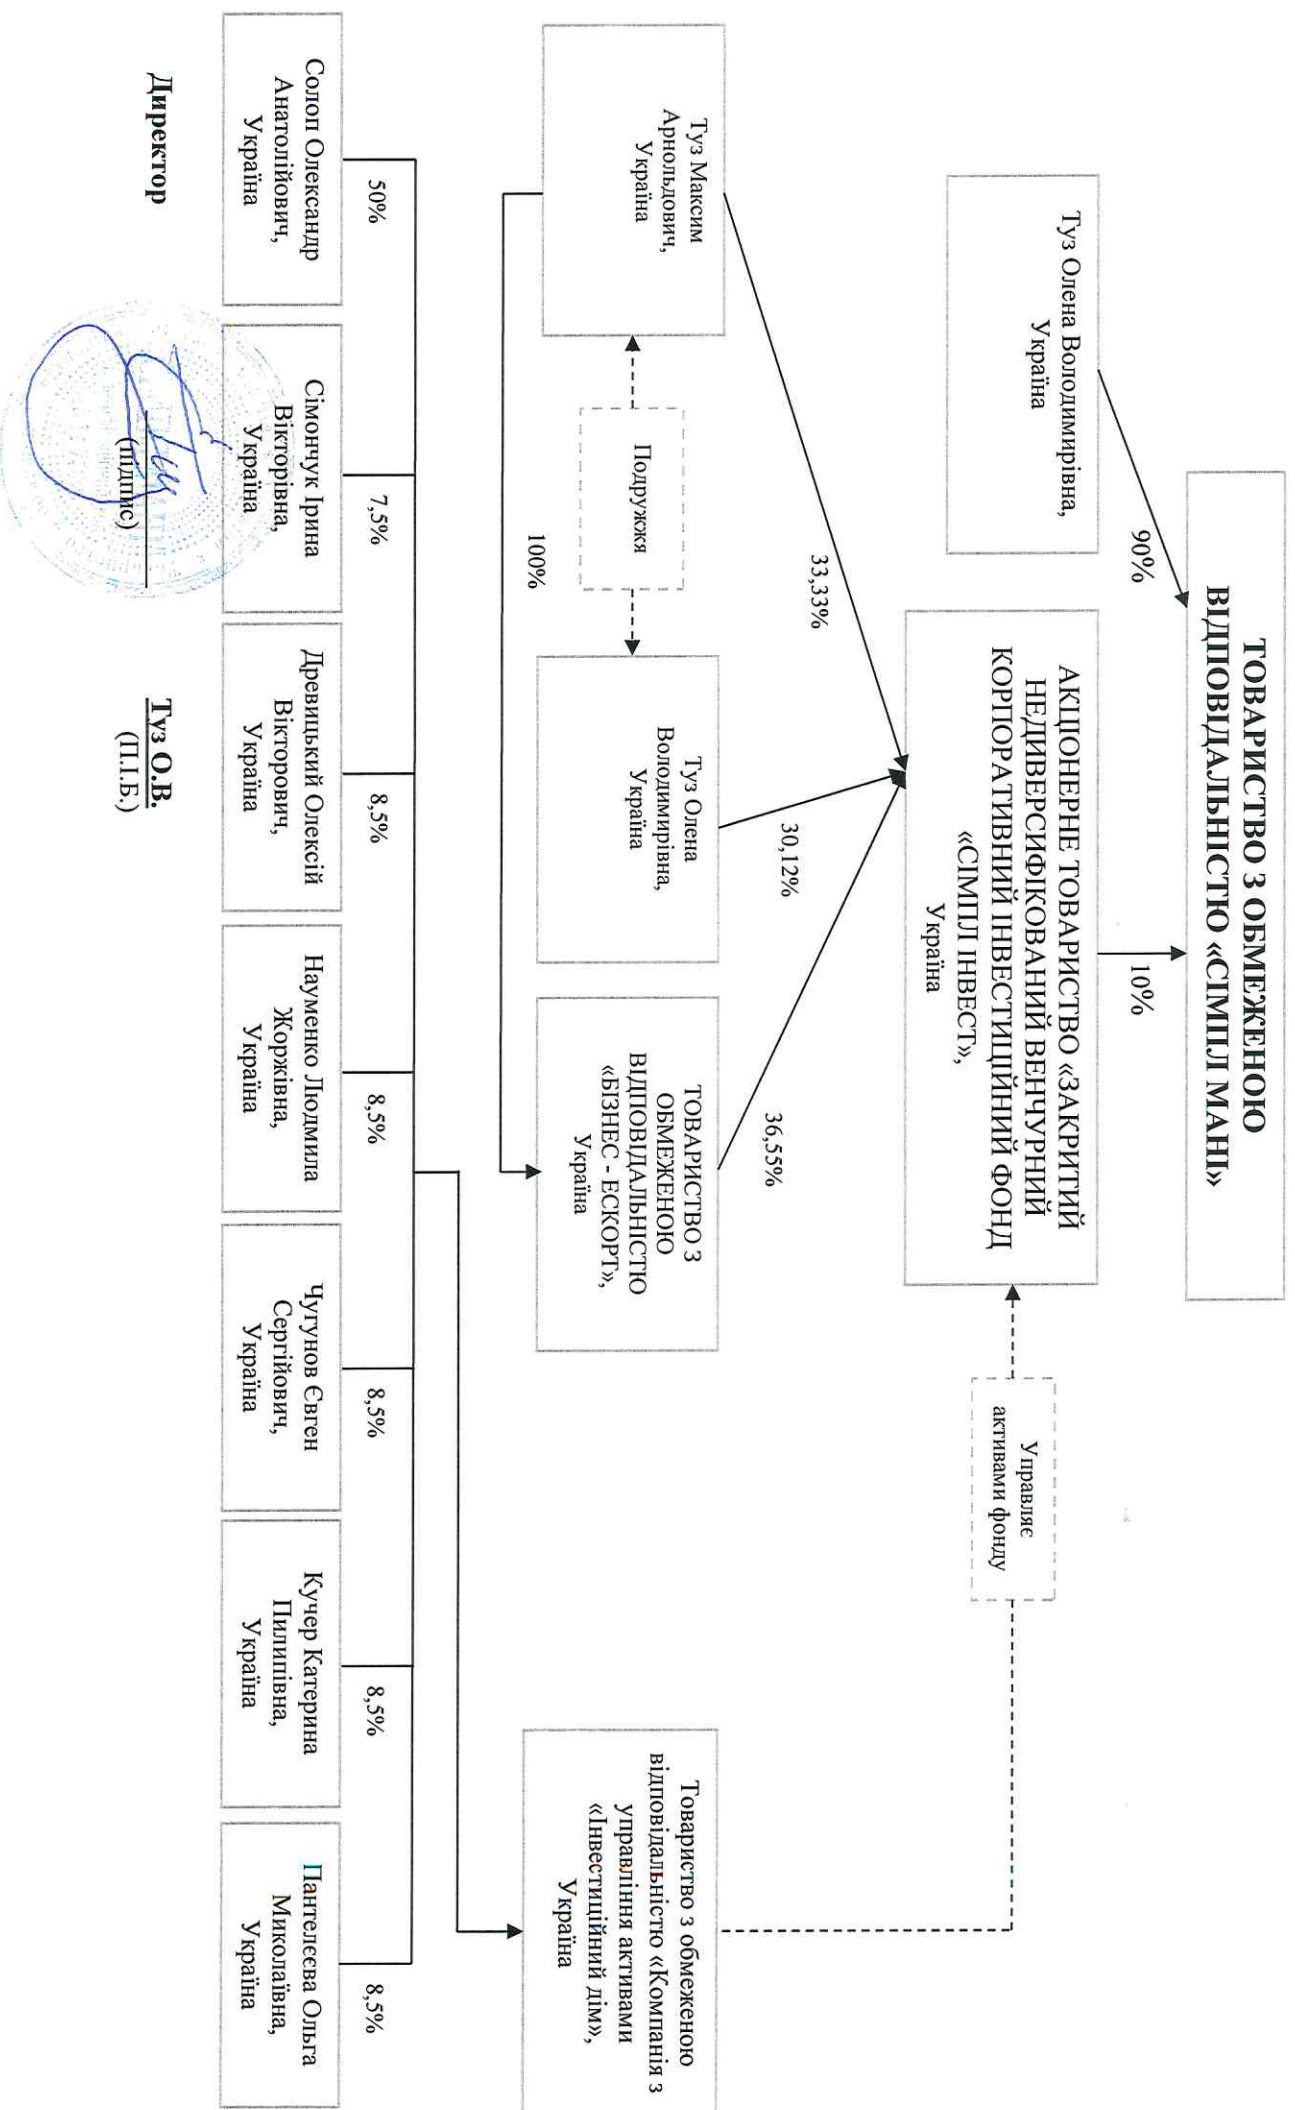 ТОВАРИСТВО З ОБМЕЖЕНОЮ
ВІДПОВІДАЛЬНІСТЮ «СІМПЛ МАНІ»
90%
10%
Туз Олена Володимирівна,
Україна
АКЦІОНЕРНЕ ТОВАРИСТВО «ЗАКРИТИЙ
НЕДИВЕРСИФІКОВАНИЙ ВЕНЧУРНИЙ
КОРПОРАТИВНИЙ ІНВЕСТИЦІЙНИЙ ФОНД
«СІМПЛ ІНВЕСТ»,
Україна
Управляє
активами фонду
33,33%
30,12%
36,55%
Туз Максим
Арнольдович,
Україна
Подружжя
Туз Олена
Володимирівна,
Україна
ТОВАРИСТВО З
ОБМЕЖЕНОЮ
ВІДПОВІДАЛЬНІСТЮ
«БІЗНЕС - ЕСКОРТ»,
Україна
Товариство з обмеженою
відповідальністю «Компанія з
управління активами
«Інвестиційний дім»,
Україна
100%
50%
7,5%
8,5%
8,5%
8,5%
8,5%
8,5%
Солоп Олександр
Анатолійович,
Україна
Сімончук Ірина
Вікторівна,
Україна
Древицький Олексій
Вікторович,
Україна
Науменко Людмила
Жоржівна,
Україна
Чугунов Євген
Сергійович,
Україна
Кучер Катерина
Пилипівна,
Україна
Пантелеєва Ольга
Миколаївна,
Україна
Директор
(підпис)
Туз О.В.
(П.І.Б.)